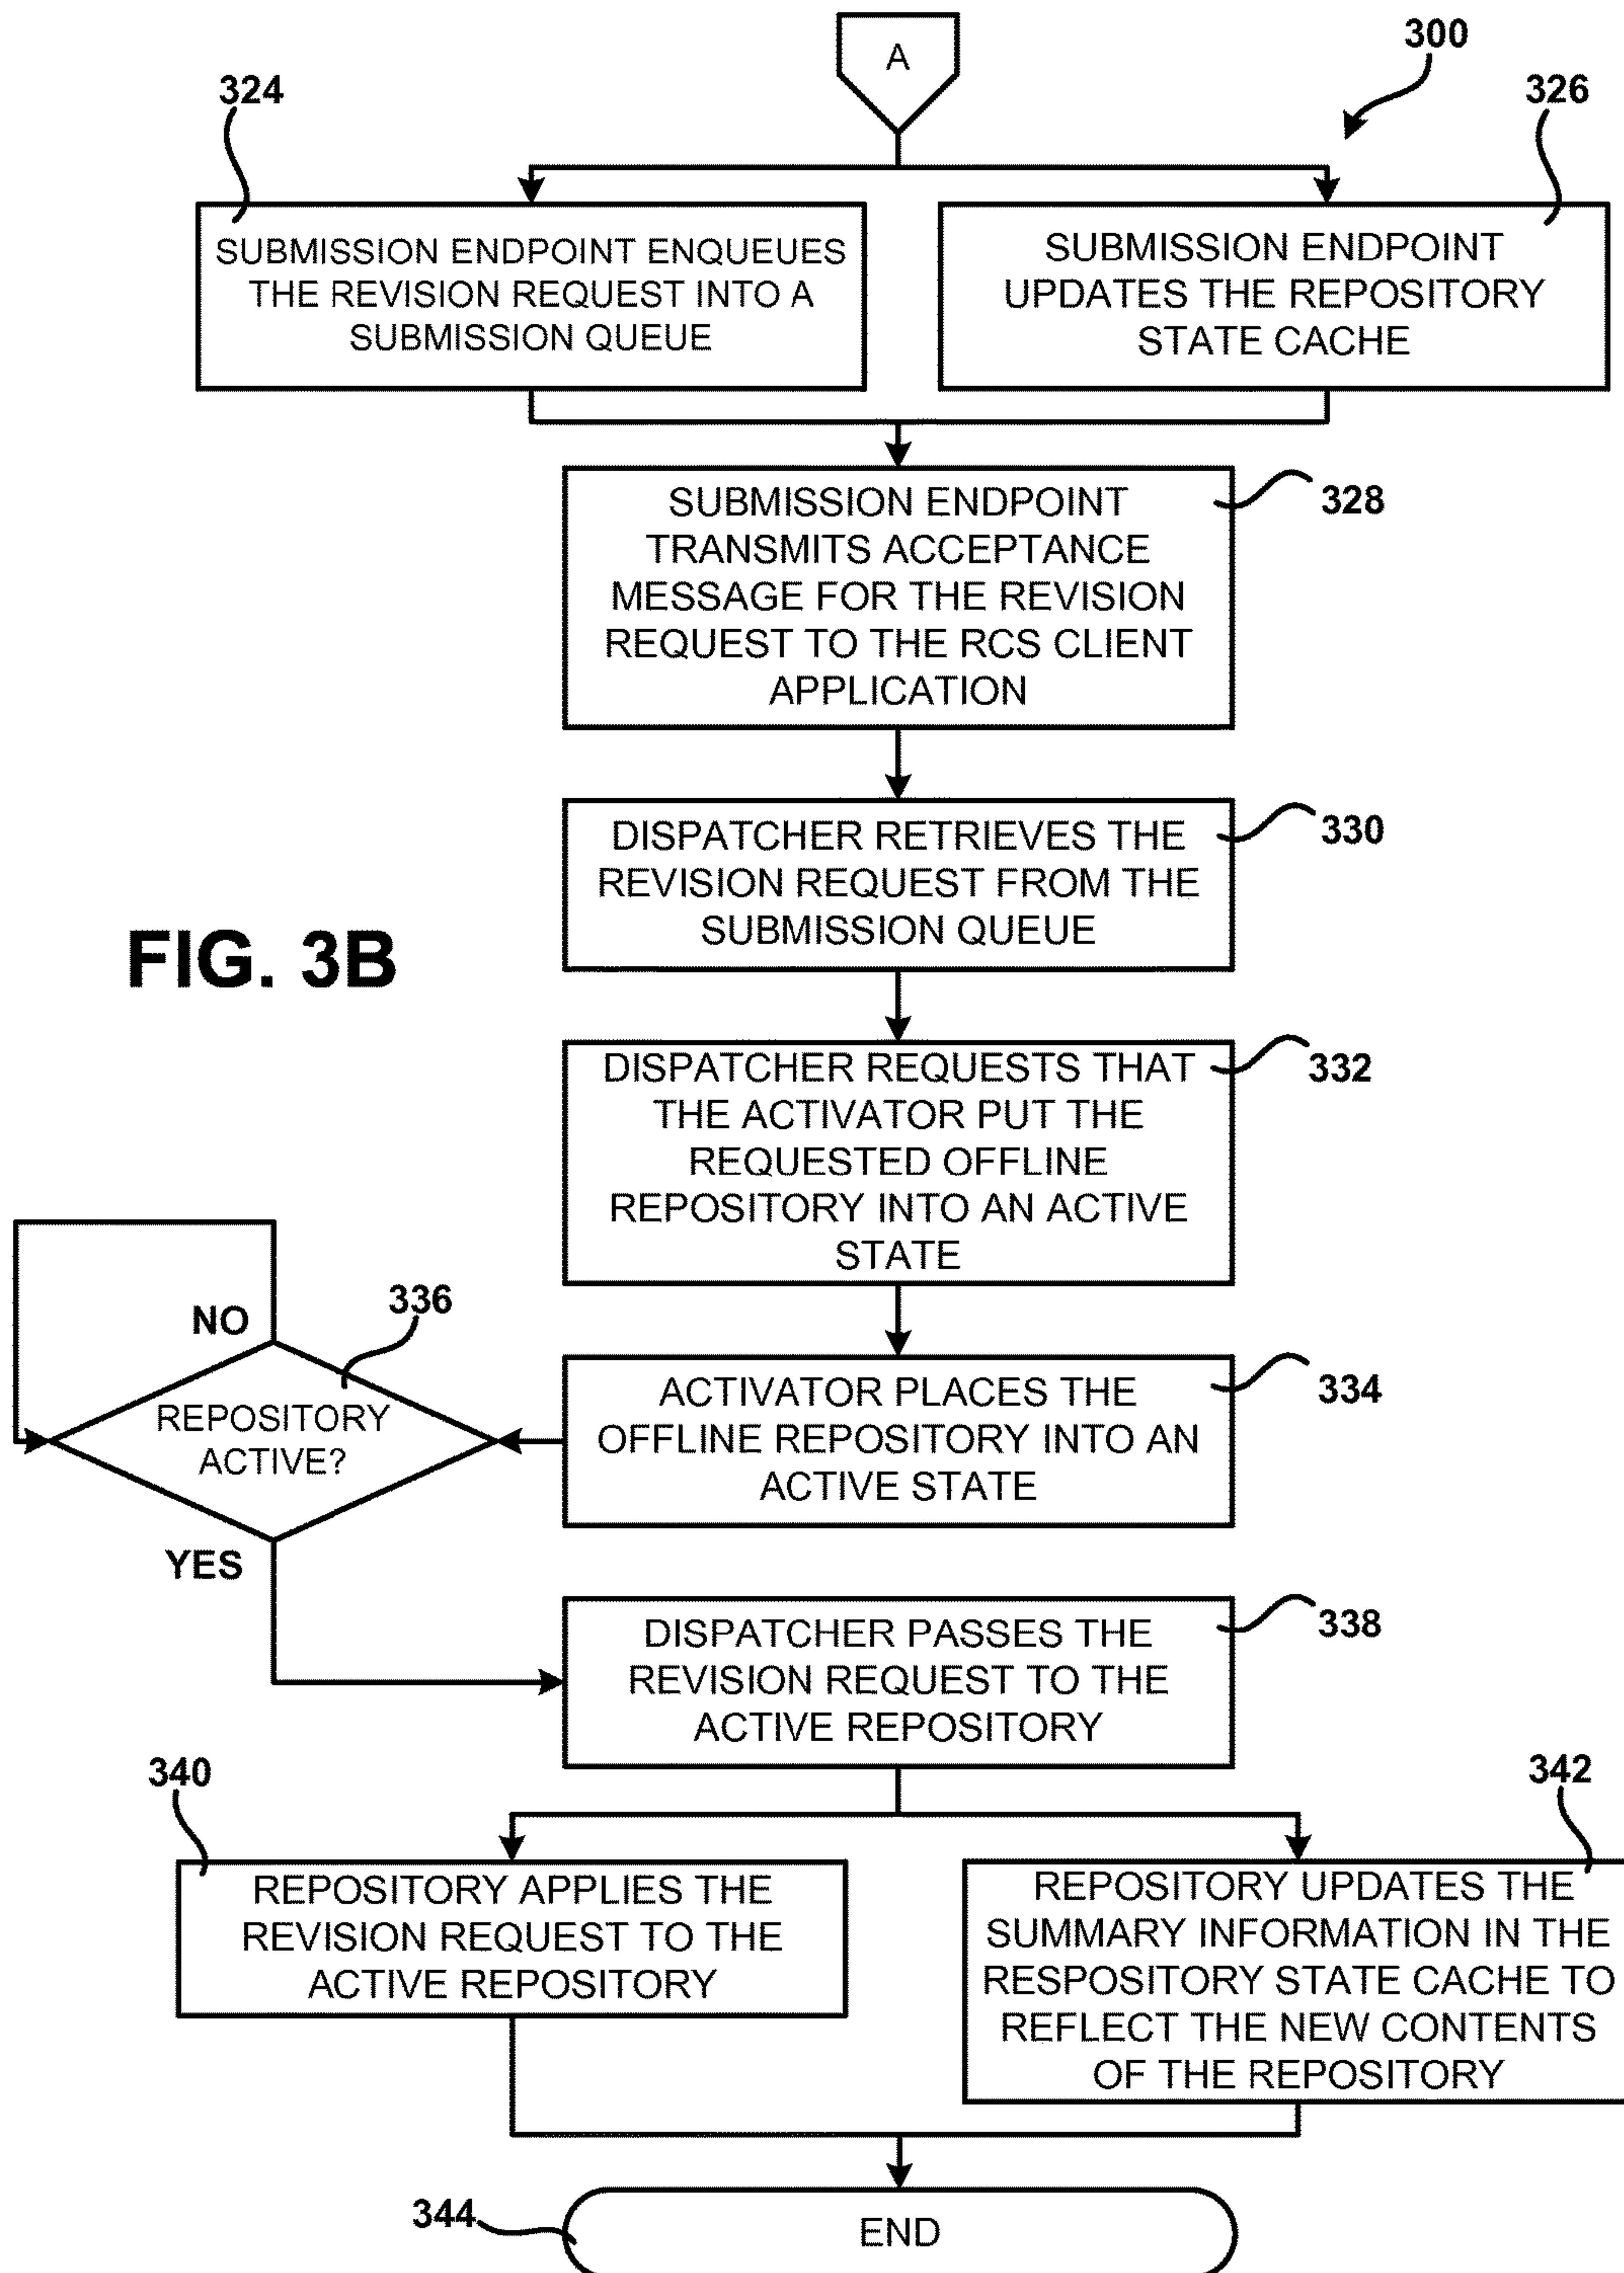 A
300
324
326
SUBMISSION ENDPOINT ENQUEUES
THE REVISION REQUEST INTO A
SUBMISSION QUEUE
SUBMISSION ENDPOINT
UPDATES THE REPOSITORY
STATE CACHE
SUBMISSION ENDPOINT
TRANSMITS ACCEPTANCE
MESSAGE FOR THE REVISION
REQUEST TO THE RCS CLIENT
APPLICATION
328
DISPATCHER RETRIEVES THE
REVISION REQUEST FROM THE
SUBMISSION QUEUE
330
FIG. 3B
DISPATCHER REQUESTS THAT
THE ACTIVATOR PUT THE
REQUESTED OFFLINE
REPOSITORY INTO AN ACTIVE
STATE
332
ACTIVATOR PLACES THE
OFFLINE REPOSITORY INTO AN
ACTIVE STATE
334
NO
336
REPOSITORY
ACTIVE?
YES
DISPATCHER PASSES THE
REVISION REQUEST TO THE
ACTIVE REPOSITORY
338
340
REPOSITORY APPLIES THE
REVISION REQUEST TO THE
ACTIVE REPOSITORY
342
REPOSITORY UPDATES THE
SUMMARY INFORMATION IN THE
RESPOSITORY STATE CACHE TO
REFLECT THE NEW CONTENTS
OF THE REPOSITORY
344
END